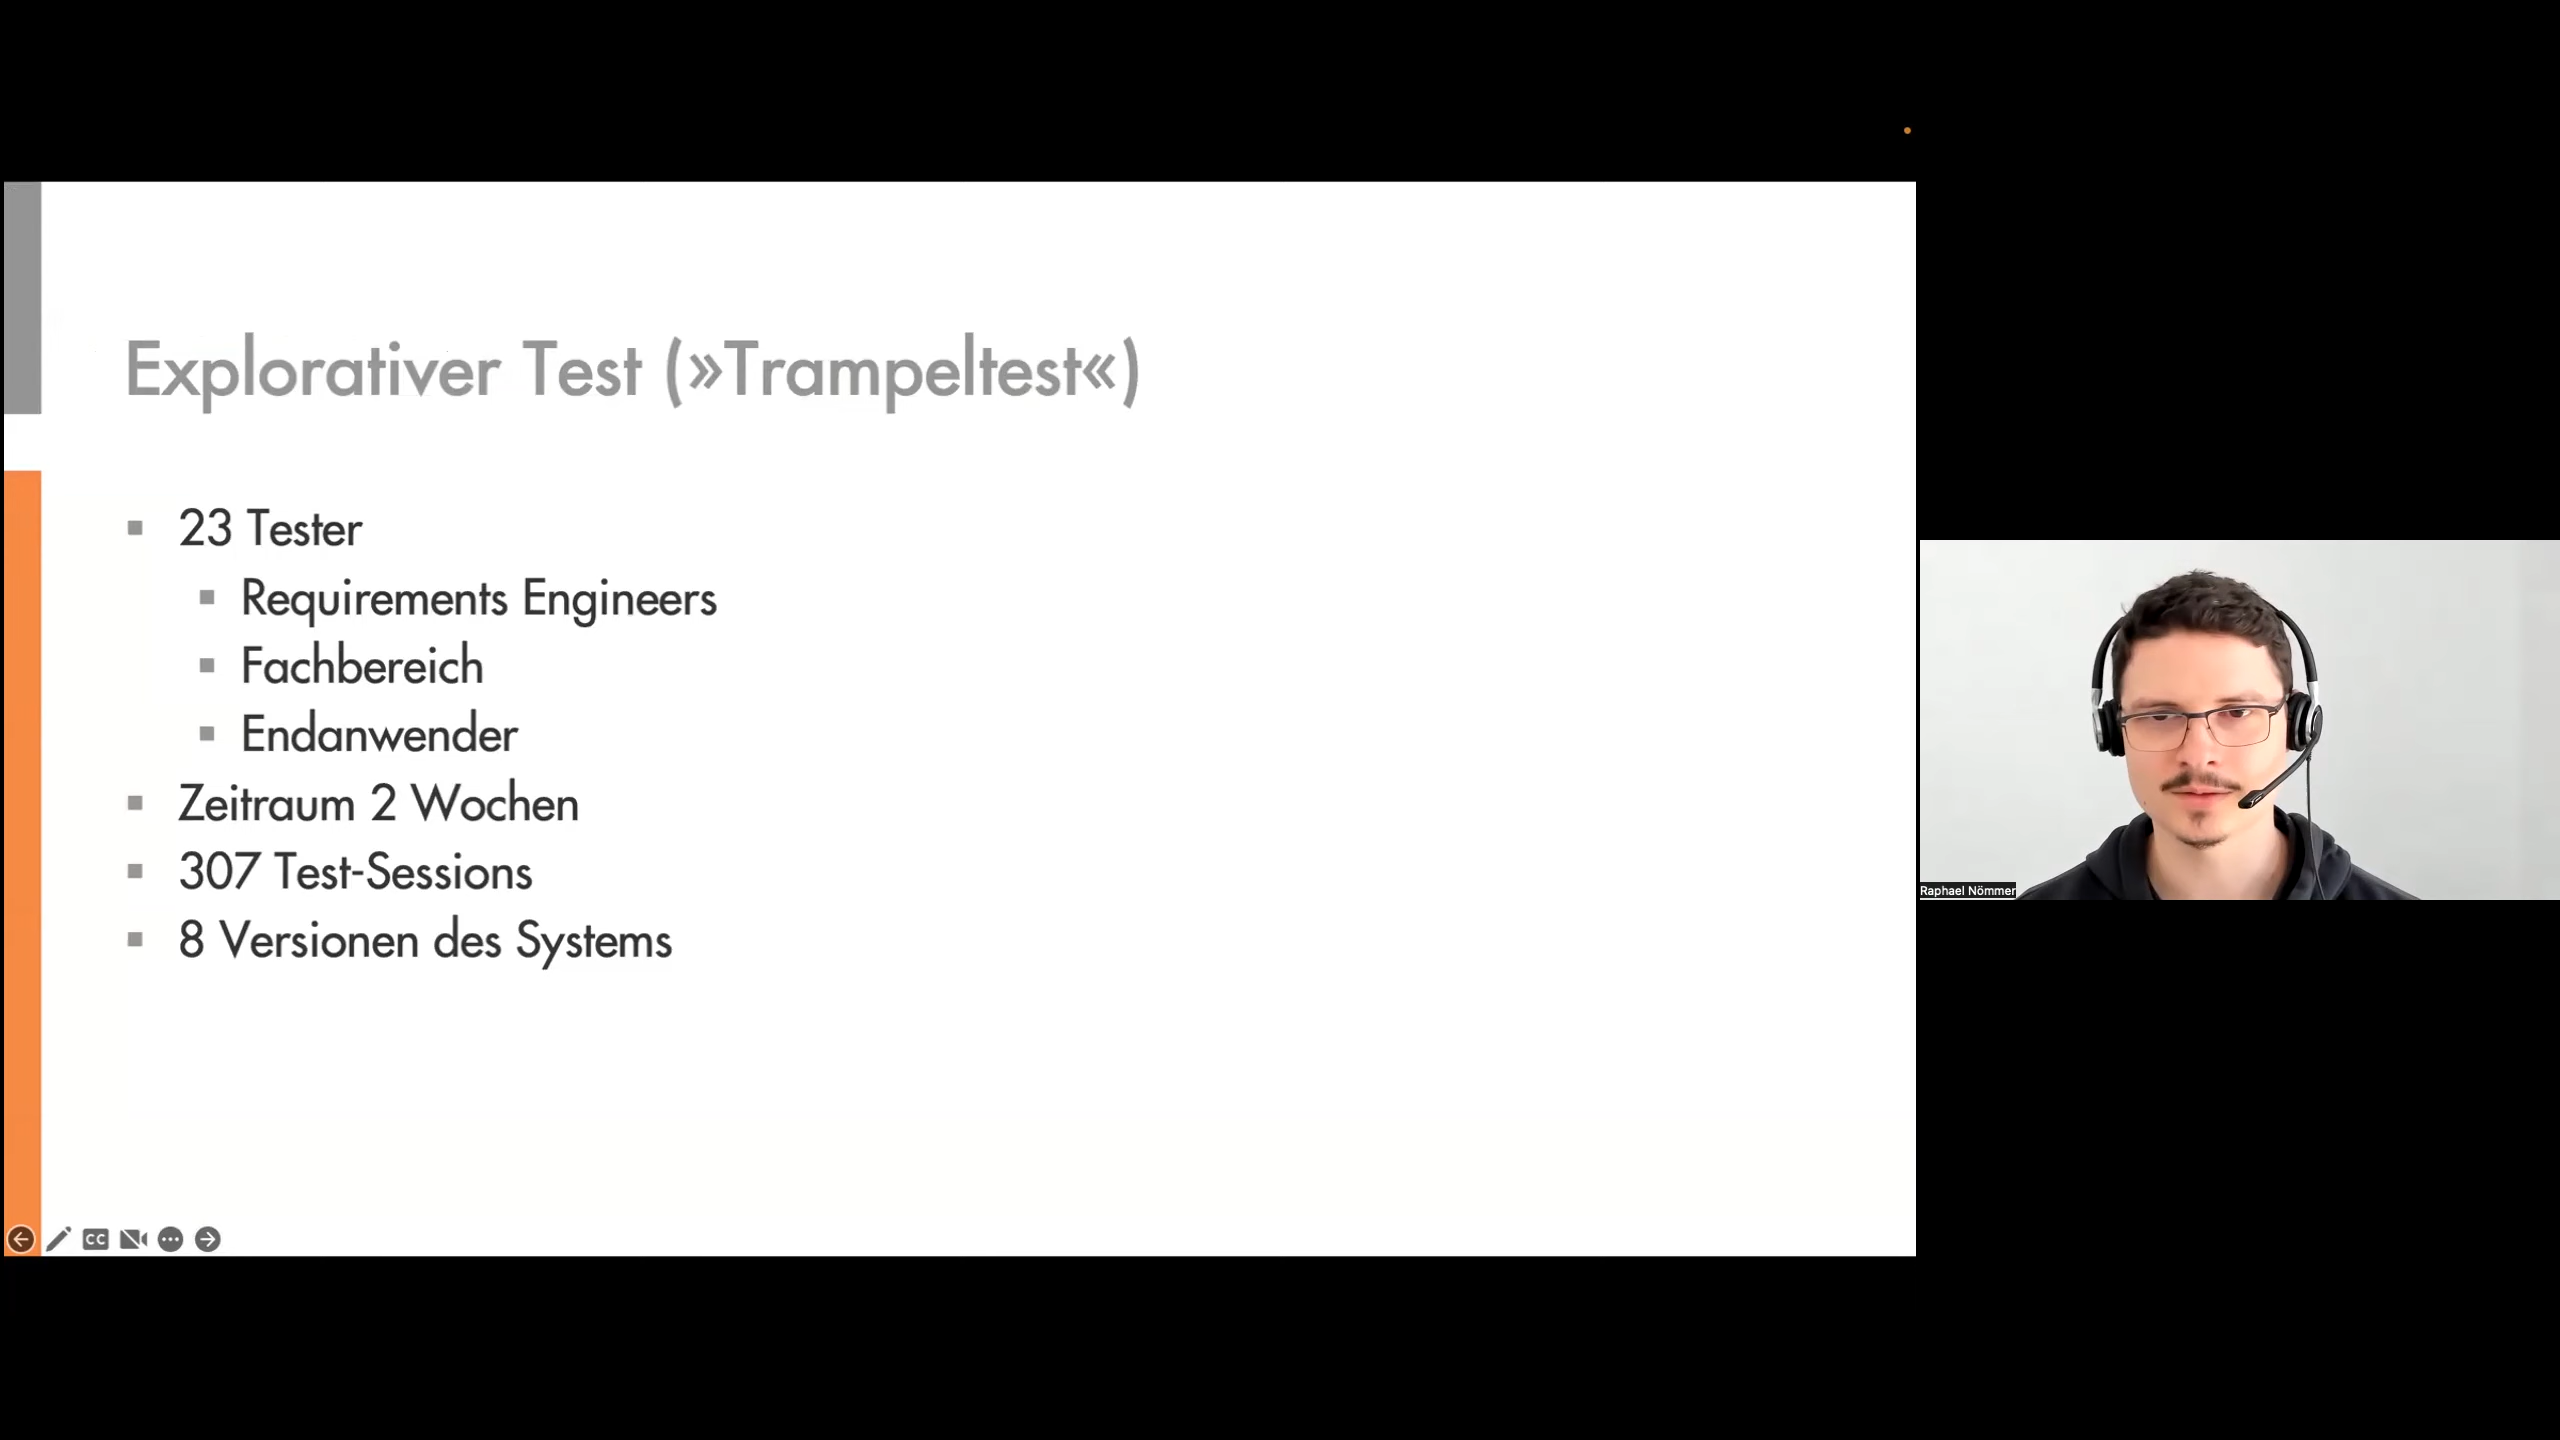 Explorativer Test (»Trampeltest«)
23 Tester
Requirements Engineers
Fachbereich
Endanwender
Zeitraum 2 Wochen
307 Test-Sessions
8 Versionen des Systems
CC
Raphael Nömmer